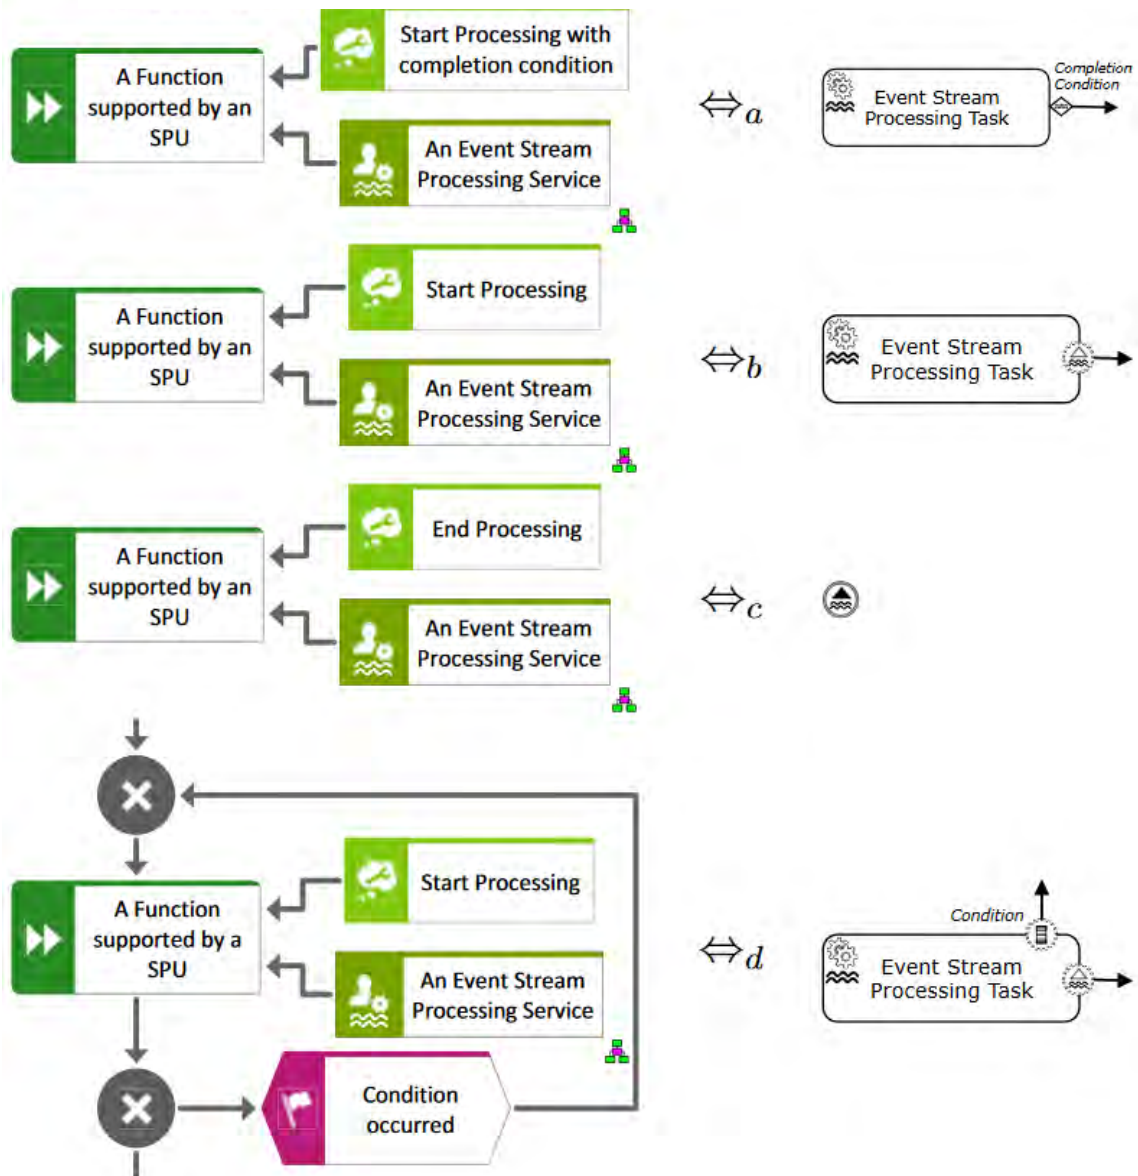 A Function
supported by an
SPU
Start Processing with
completion condition
An Event Stream
Processing Service
⇔a
Event Stream
Processing Task
Completion
Condition
A Function
supported by an
SPU
Start Processing
An Event Stream
Processing Service
⇔b
Event Stream
Processing Task
A Function
supported by an
SPU
End Processing
An Event Stream
Processing Service
⇔c
A Function
supported by a
SPU
Start Processing
An Event Stream
Processing Service
⇔d
Condition
Event Stream
Processing Task
Condition
occurred